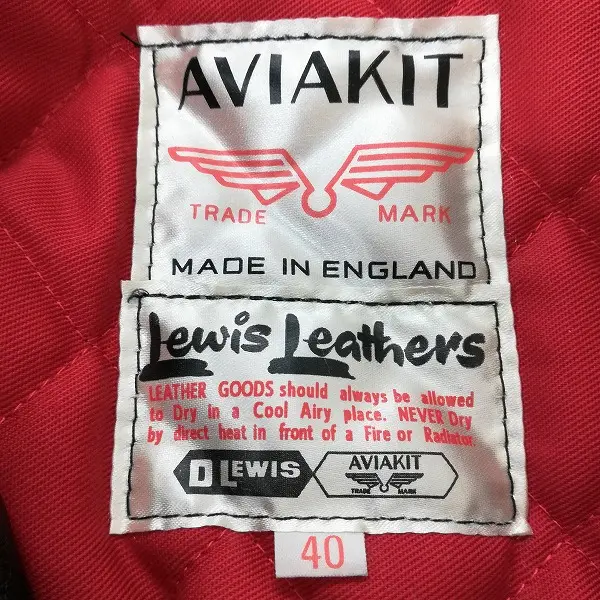 AVIAKIT
TRADE MARK
MADE IN ENGLAND
Lewis Leathers
LEATHER GOODS should always be allowed
to Dry in a Cool Airy place. NEVER Dry
by direct heat in front of a Fire or Radiator
D LEWIS
AVIAKIT
TRADE MARK
40